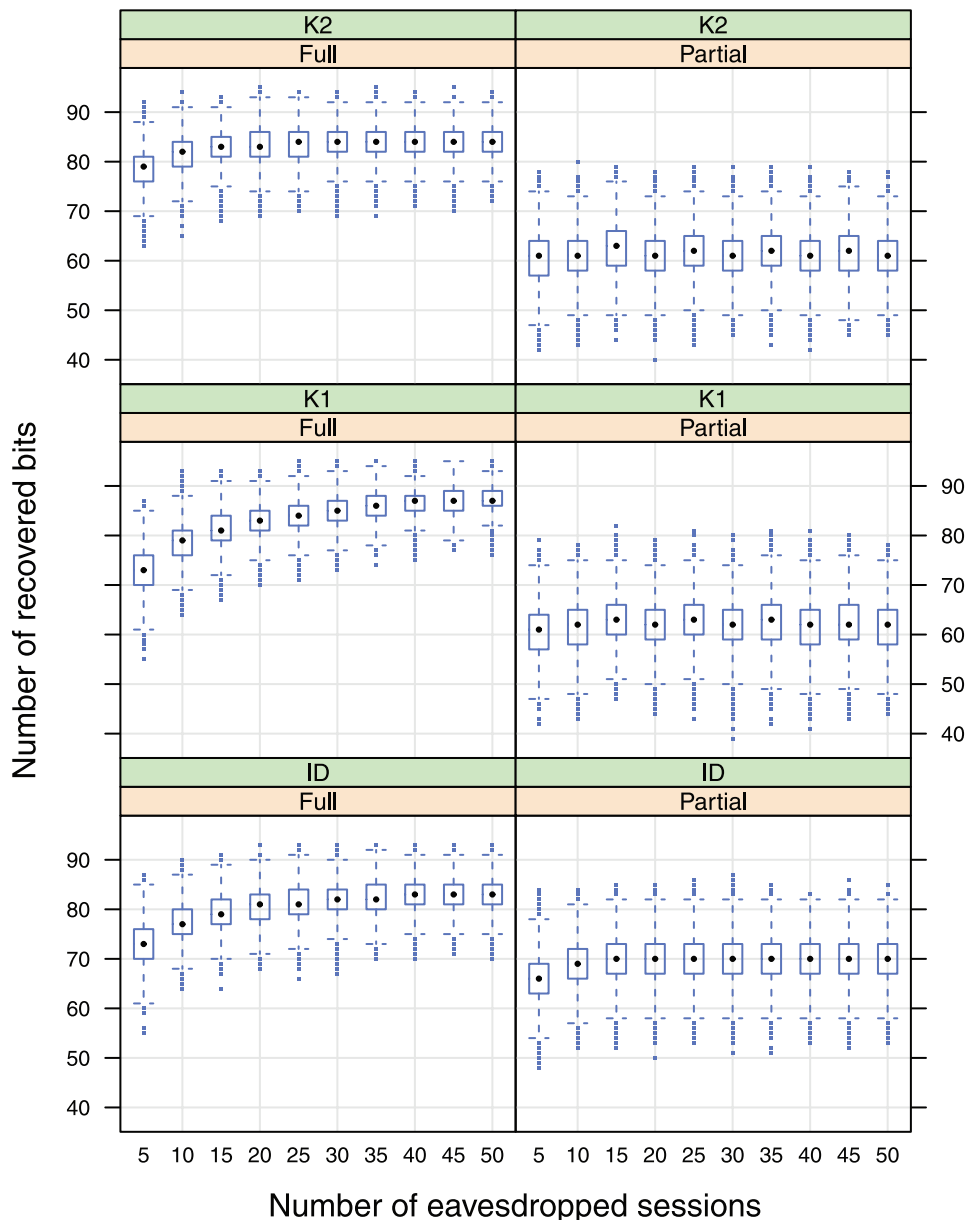 K2 K2
Full Partial
90
80
70
60
50
40
K1 K1
Full Partial
90
80
70
60
50
40
ID ID
Full Partial
90
80
70
60
50
40
5 10 15 20 25 30 35 40 45 50 5 10 15 20 25 30 35 40 45 50
Number of recovered bits
Number of eavesdropped sessions